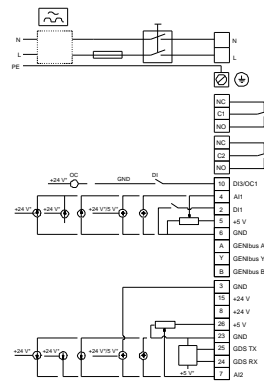 N
L
PE
N
L
NC
C1
NO
NC
C2
NO
OC
+24 V*
GND
DI
10 DI3/OC1
4 AI1
+24 V* +24 V* +24 V*/5 V*
2 DI1
5 +5 V
6 GND
A GENIbus A
Y GENIbus Y
B GENIbus B
3 GND
15 +24 V
8 +24 V
26 +5 V
23 GND
+24 V* +24 V* +24 V*/5 V*
25 GDS TX
24 GDS RX
+5 V*
7 AI2